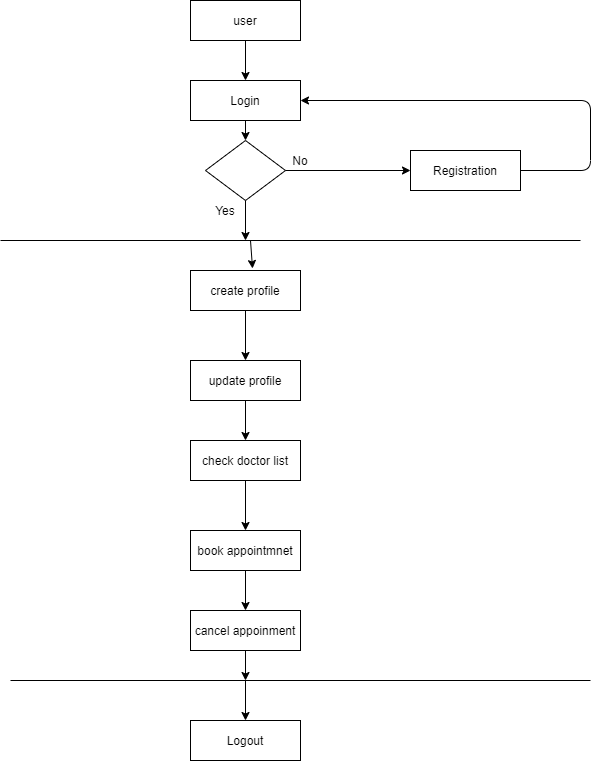 user
Login
No
Registration
Yes
create profile
update profile
check doctor list
book appointmnet
cancel appoinment
Logout